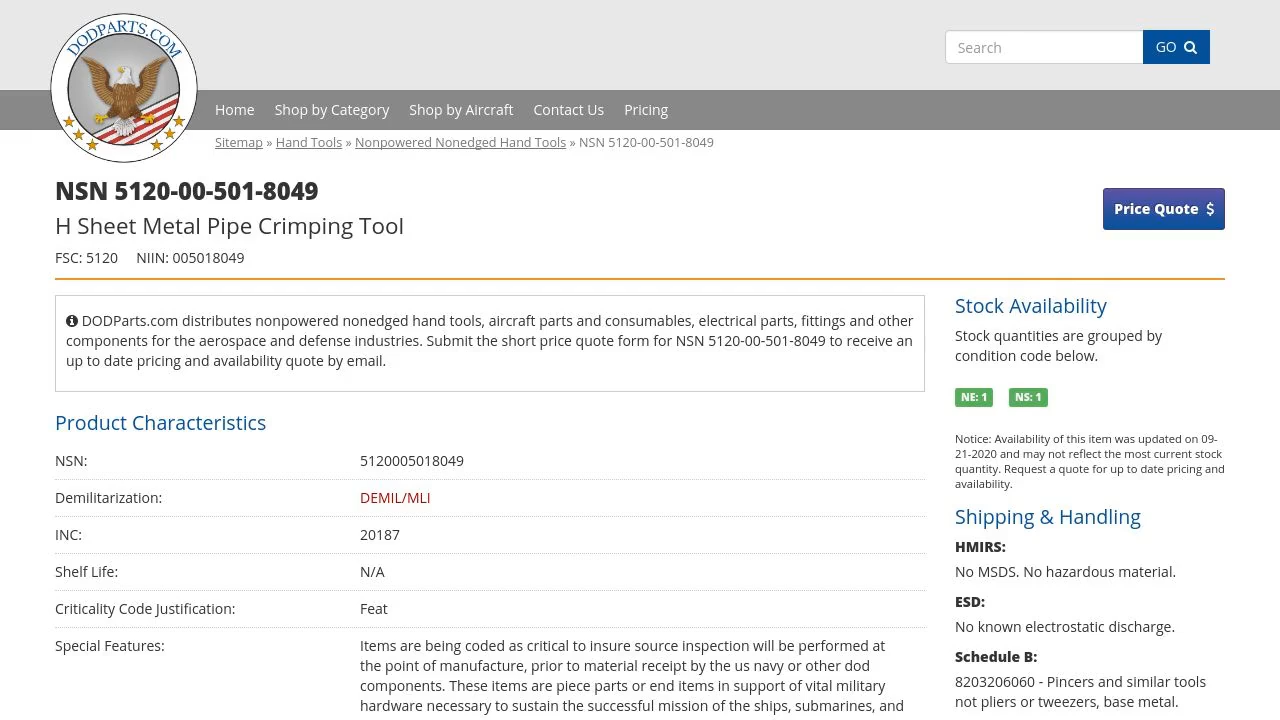 DODPARTS.COM
Search
GO
Home Shop by Category Shop by Aircraft Contact Us Pricing
Sitemap » Hand Tools » Nonpowered Nonedged Hand Tools » NSN 5120-00-501-8049
NSN 5120-00-501-8049
H Sheet Metal Pipe Crimping Tool
FSC: 5120 NIIN: 005018049
Price Quote $
DODParts.com distributes nonpowered nonedged hand tools, aircraft parts and consumables, electrical parts, fittings and other
components for the aerospace and defense industries. Submit the short price quote form for NSN 5120-00-501-8049 to receive an
up to date pricing and availability quote by email.
Product Characteristics
NSN: 5120005018049
Demilitarization: DEMIL/MLI
INC: 20187
Shelf Life: N/A
Criticality Code Justification: Feat
Special Features: Items are being coded as critical to insure source inspection will be performed at
the point of manufacture, prior to material receipt by the us navy or other dod
components. These items are piece parts or end items in support of vital military
hardware necessary to sustain the successful mission of the ships, submarines, and
Stock Availability
Stock quantities are grouped by
condition code below.
NE: 1 NS: 1
Notice: Availability of this item was updated on 09-
21-2020 and may not reflect the most current stock
quantity. Request a quote for up to date pricing and
availability.
Shipping & Handling
HMIRS:
No MSDS. No hazardous material.
ESD:
No known electrostatic discharge.
Schedule B:
8203206060 - Pincers and similar tools
not pliers or tweezers, base metal.